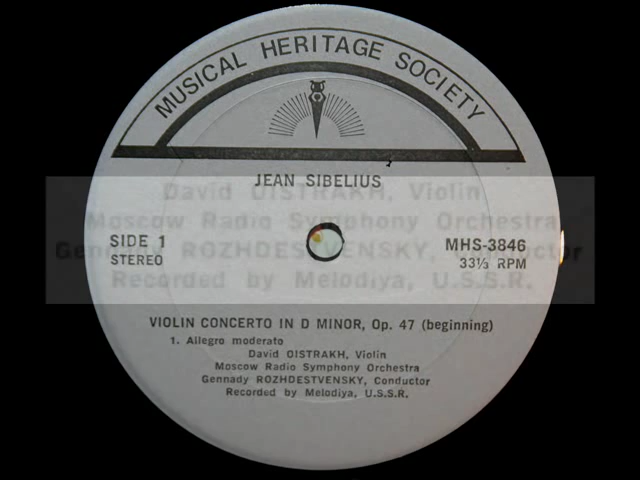 MUSICAL HERITAGE SOCIETY
JEAN SIBELIUS
David OISTRAKH, Violin
Moscow Radio Symphony Orchestra
Gennady ROZHDESTVENSKY, Conductor
Recorded by Melodiya, U.S.S.R.
SIDE 1
STEREO
MHS-3846
33⅓ RPM
VIOLIN CONCERTO IN D MINOR, Op. 47 (beginning)
1. Allegro moderato
David OISTRAKH, Violin
Moscow Radio Symphony Orchestra
Gennady ROZHDESTVENSKY, Conductor
Recorded by Melodiya, U.S.S.R.